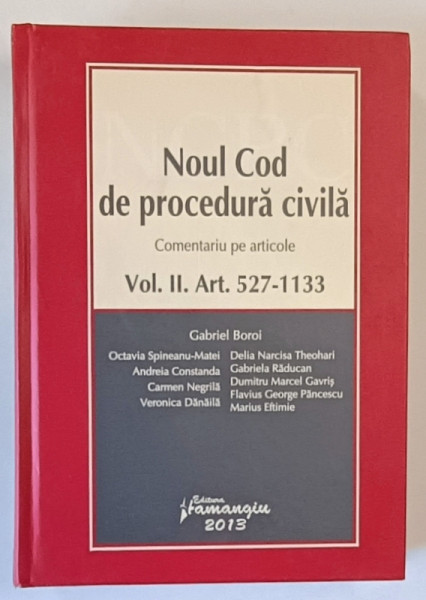 NCPC
Noul Cod
de procedură civilă
Comentariu pe articole
Vol. II. Art. 527-1133
Gabriel Boroi
Octavia Spineanu-Matei
Andreia Constanda
Carmen Negrilă
Veronica Dănăilă
Delia Narcisa Theohari
Gabriela Răducan
Dumitru Marcel Gavriș
Flavius George Păncescu
Marius Eftimie
Editura
Hamangiu
2013